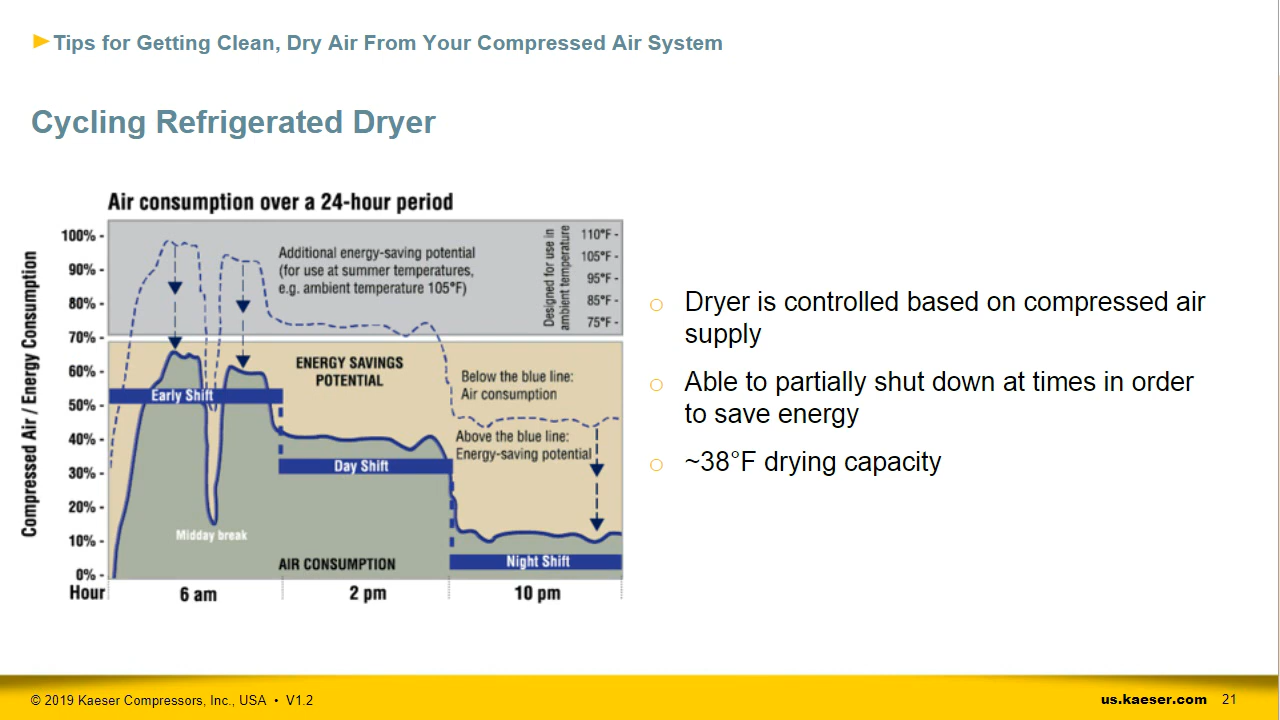 Tips for Getting Clean, Dry Air From Your Compressed Air System
Cycling Refrigerated Dryer
Air consumption over a 24-hour period
Compressed Air / Energy Consumption
100% -
90% -
80% -
70% -
60% -
50% -
40% -
30% -
20% -
10% -
0% -
Additional energy-saving potential
(for use at summer temperatures,
e.g. ambient temperature 105°F)
Designed for use in
ambient temperature
110°F -
105°F -
95°F -
85°F -
75°F -
ENERGY SAVINGS
POTENTIAL
Early Shift
Below the blue line:
Air consumption
Above the blue line:
Energy-saving potential
Day Shift
Midday break
AIR CONSUMPTION
Night Shift
Hour
6 am
2 pm
10 pm
o Dryer is controlled based on compressed air
supply
o Able to partially shut down at times in order
to save energy
o ~38°F drying capacity
© 2019 Kaeser Compressors, Inc., USA • V1.2
us.kaeser.com 21